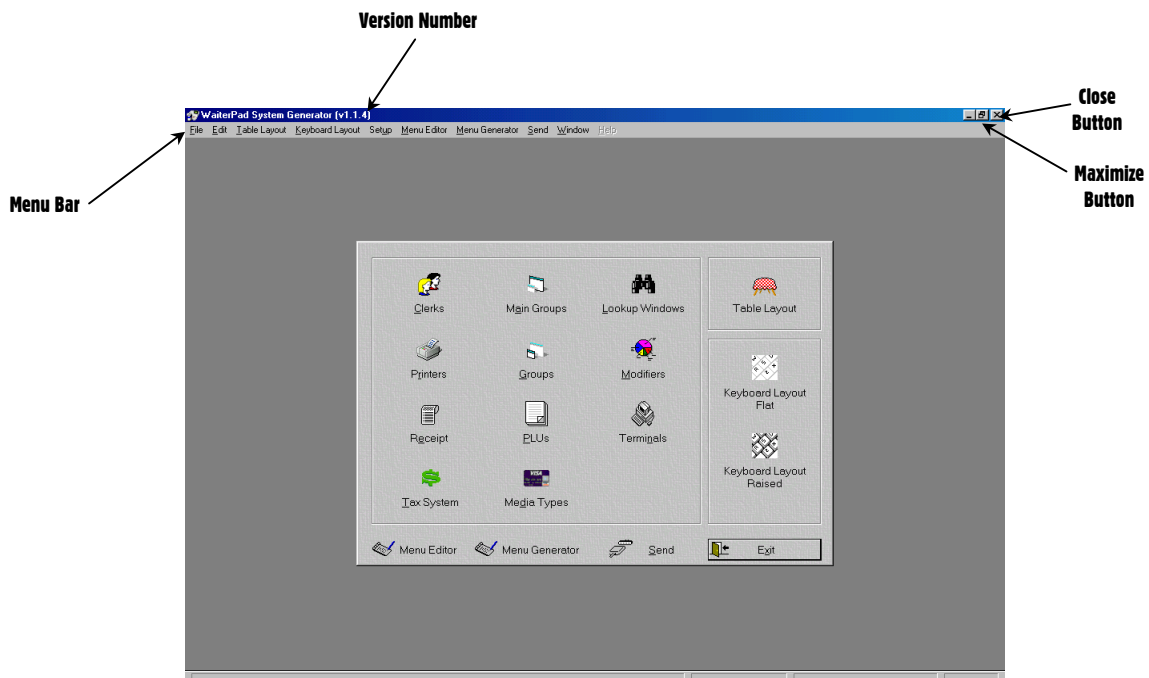 Version Number
Close
Button
WaiterPad System Generator (v1.1.4)
File Edit Table Layout Keyboard Layout Setup Menu Editor Menu Generator Send Window Help
Maximize
Button
Menu Bar
Clerks Main Groups Lookup Windows Table Layout
Printers Groups Modifiers
Keyboard Layout
Flat
Receipt PLUs Terminals
Keyboard Layout
Raised
VISA
Tax System Media Types
Menu Editor Menu Generator Send Exit